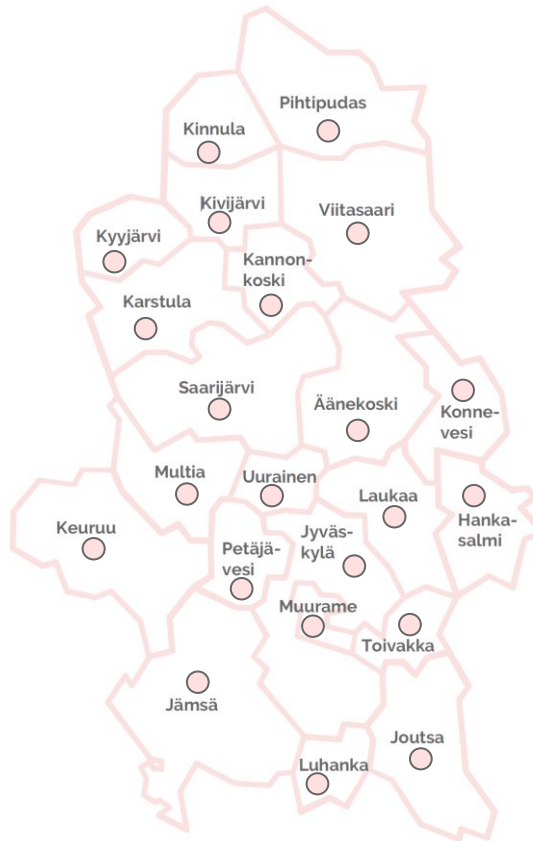 Pihtipudas
Kinnula
Kivijärvi
Viitasaari
Kyyjärvi
Kannon-
koski
Karstula
Saarijärvi
Äänekoski
Konne-
vesi
Multia
Uurainen
Laukaa
Hanka-
salmi
Keuruu
Petäjä-
vesi
Jyväs-
kylä
Muurame
Toivakka
Jämsä
Joutsa
Luhanka